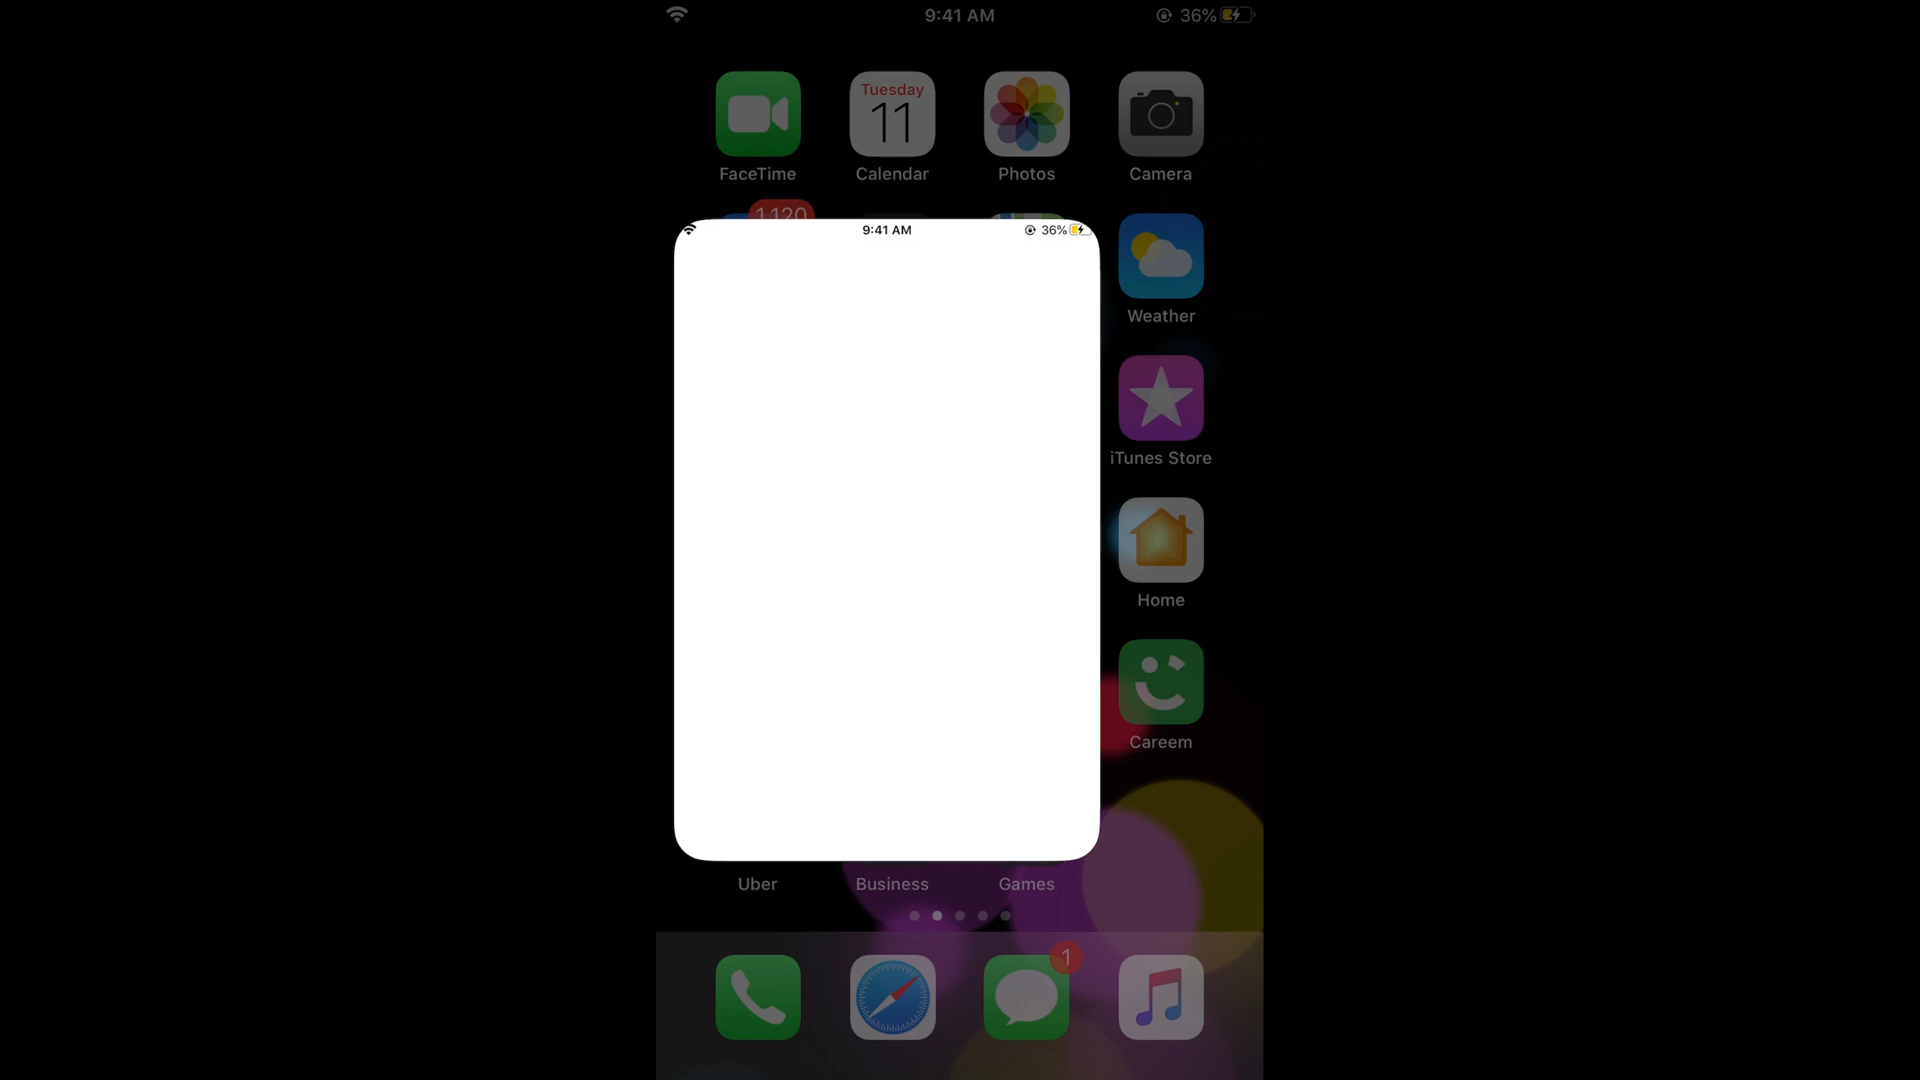 9:41 AM
36%
Tuesday
11
FaceTime
Calendar
Photos
Camera
1,120
9:41 AM
36%
Weather
iTunes Store
Home
Careem
Uber
Business
Games
1